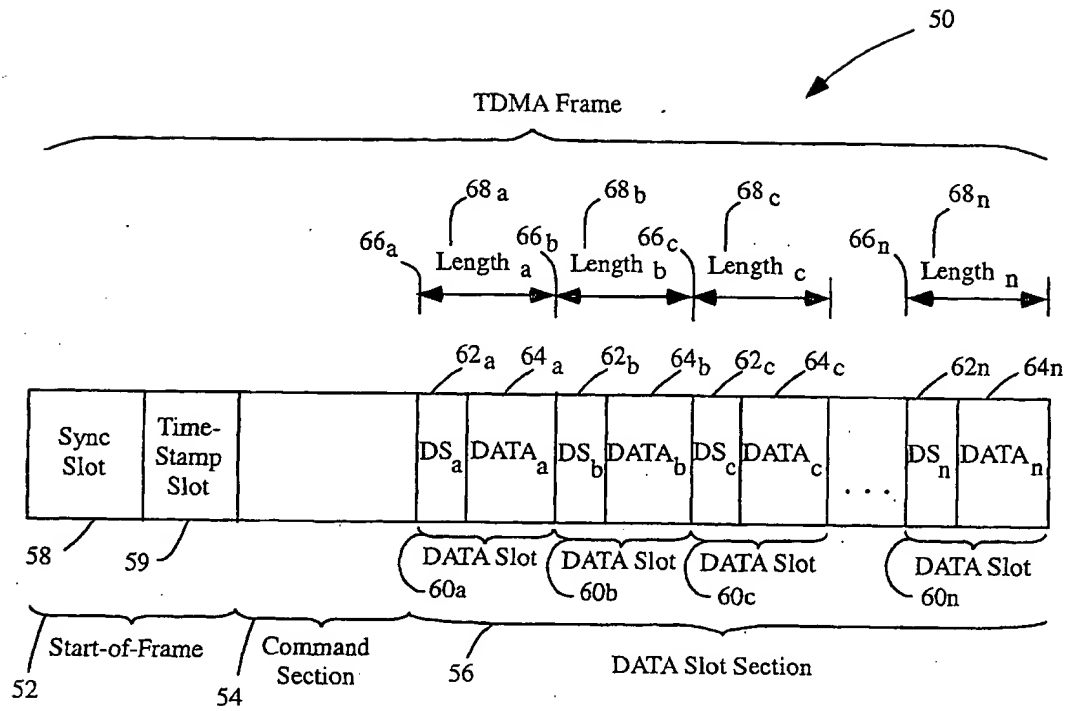 50
TDMA Frame
68a 68b 68c 68n
66a 66b 66c 66n
Length a Length b Length c Length n
62a 64a 62b 64b 62c 64c 62n 64n
Sync Slot
Time-Stamp Slot
DSa DATAa DSb DATAb DSc DATAc . . . DSn DATAn
58 59
DATA Slot DATA Slot DATA Slot DATA Slot
60a 60b 60c 60n
Start-of-Frame
Command Section
DATA Slot Section
52 54 56